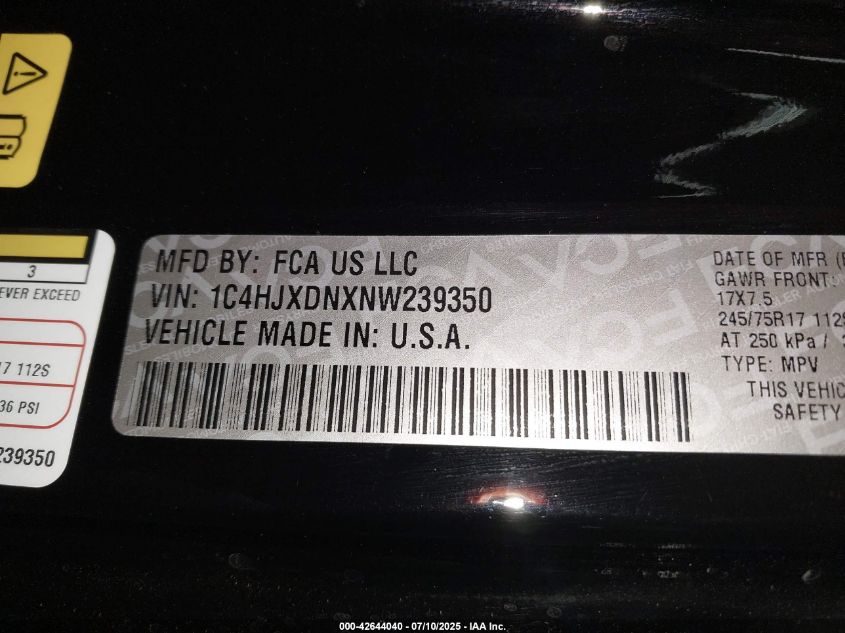 3
EVER EXCEED
17 112S
36 PSI
239350
MFD BY: FCA US LLC
VIN: 1C4HJXDNXNW239350
VEHICLE MADE IN: U.S.A.
DATE OF MFR
GAWR FRONT:
17X7.5
245/75R17 112S
AT 250 kPa /
TYPE: MPV
THIS VEHIC
SAFETY
000-42644040 - 07/10/2025 - IAA Inc.